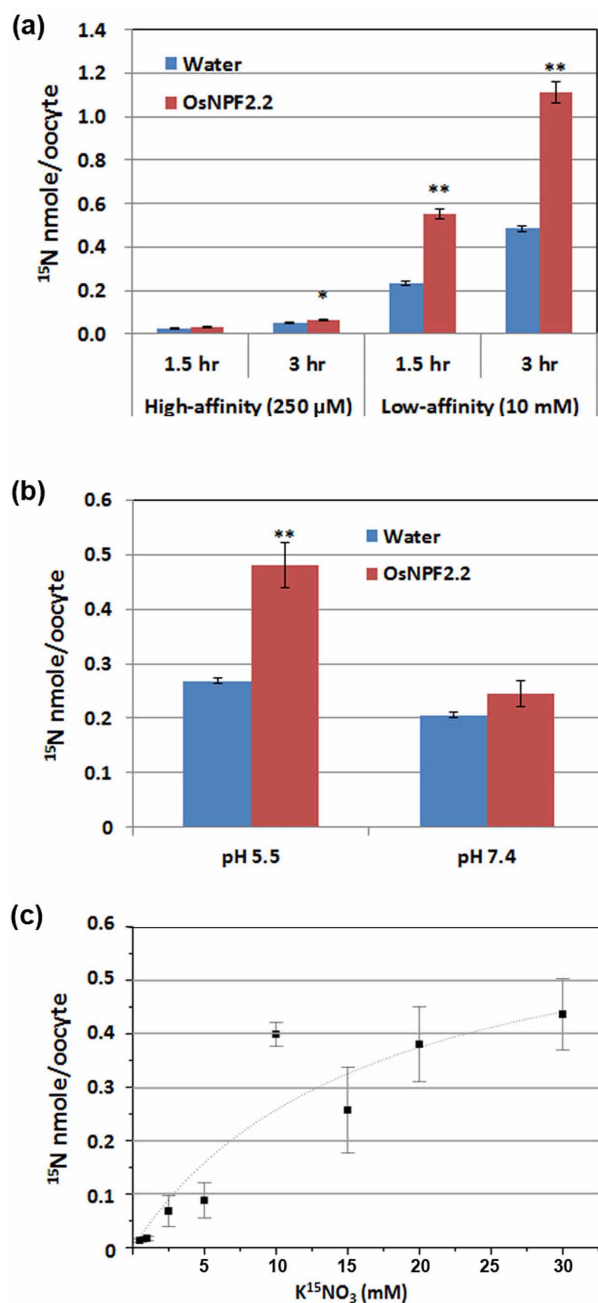 (a)
1.4
1.2
1.0
0.8
0.6
0.4
0.2
0.0
¹⁵N nmole/oocyte
Water
OsNPF2.2
*
**
**
1.5 hr 3 hr 1.5 hr 3 hr
High-affinity (250 µM) Low-affinity (10 mM)
(b)
0.6
0.5
0.4
0.3
0.2
0.1
0
¹⁵N nmole/oocyte
**
Water
OsNPF2.2
pH 5.5 pH 7.4
(c)
0.6
0.5
0.4
0.3
0.2
0.1
0
¹⁵N nmole/oocyte
5 10 15 20 25 30
K¹⁵NO₃ (mM)